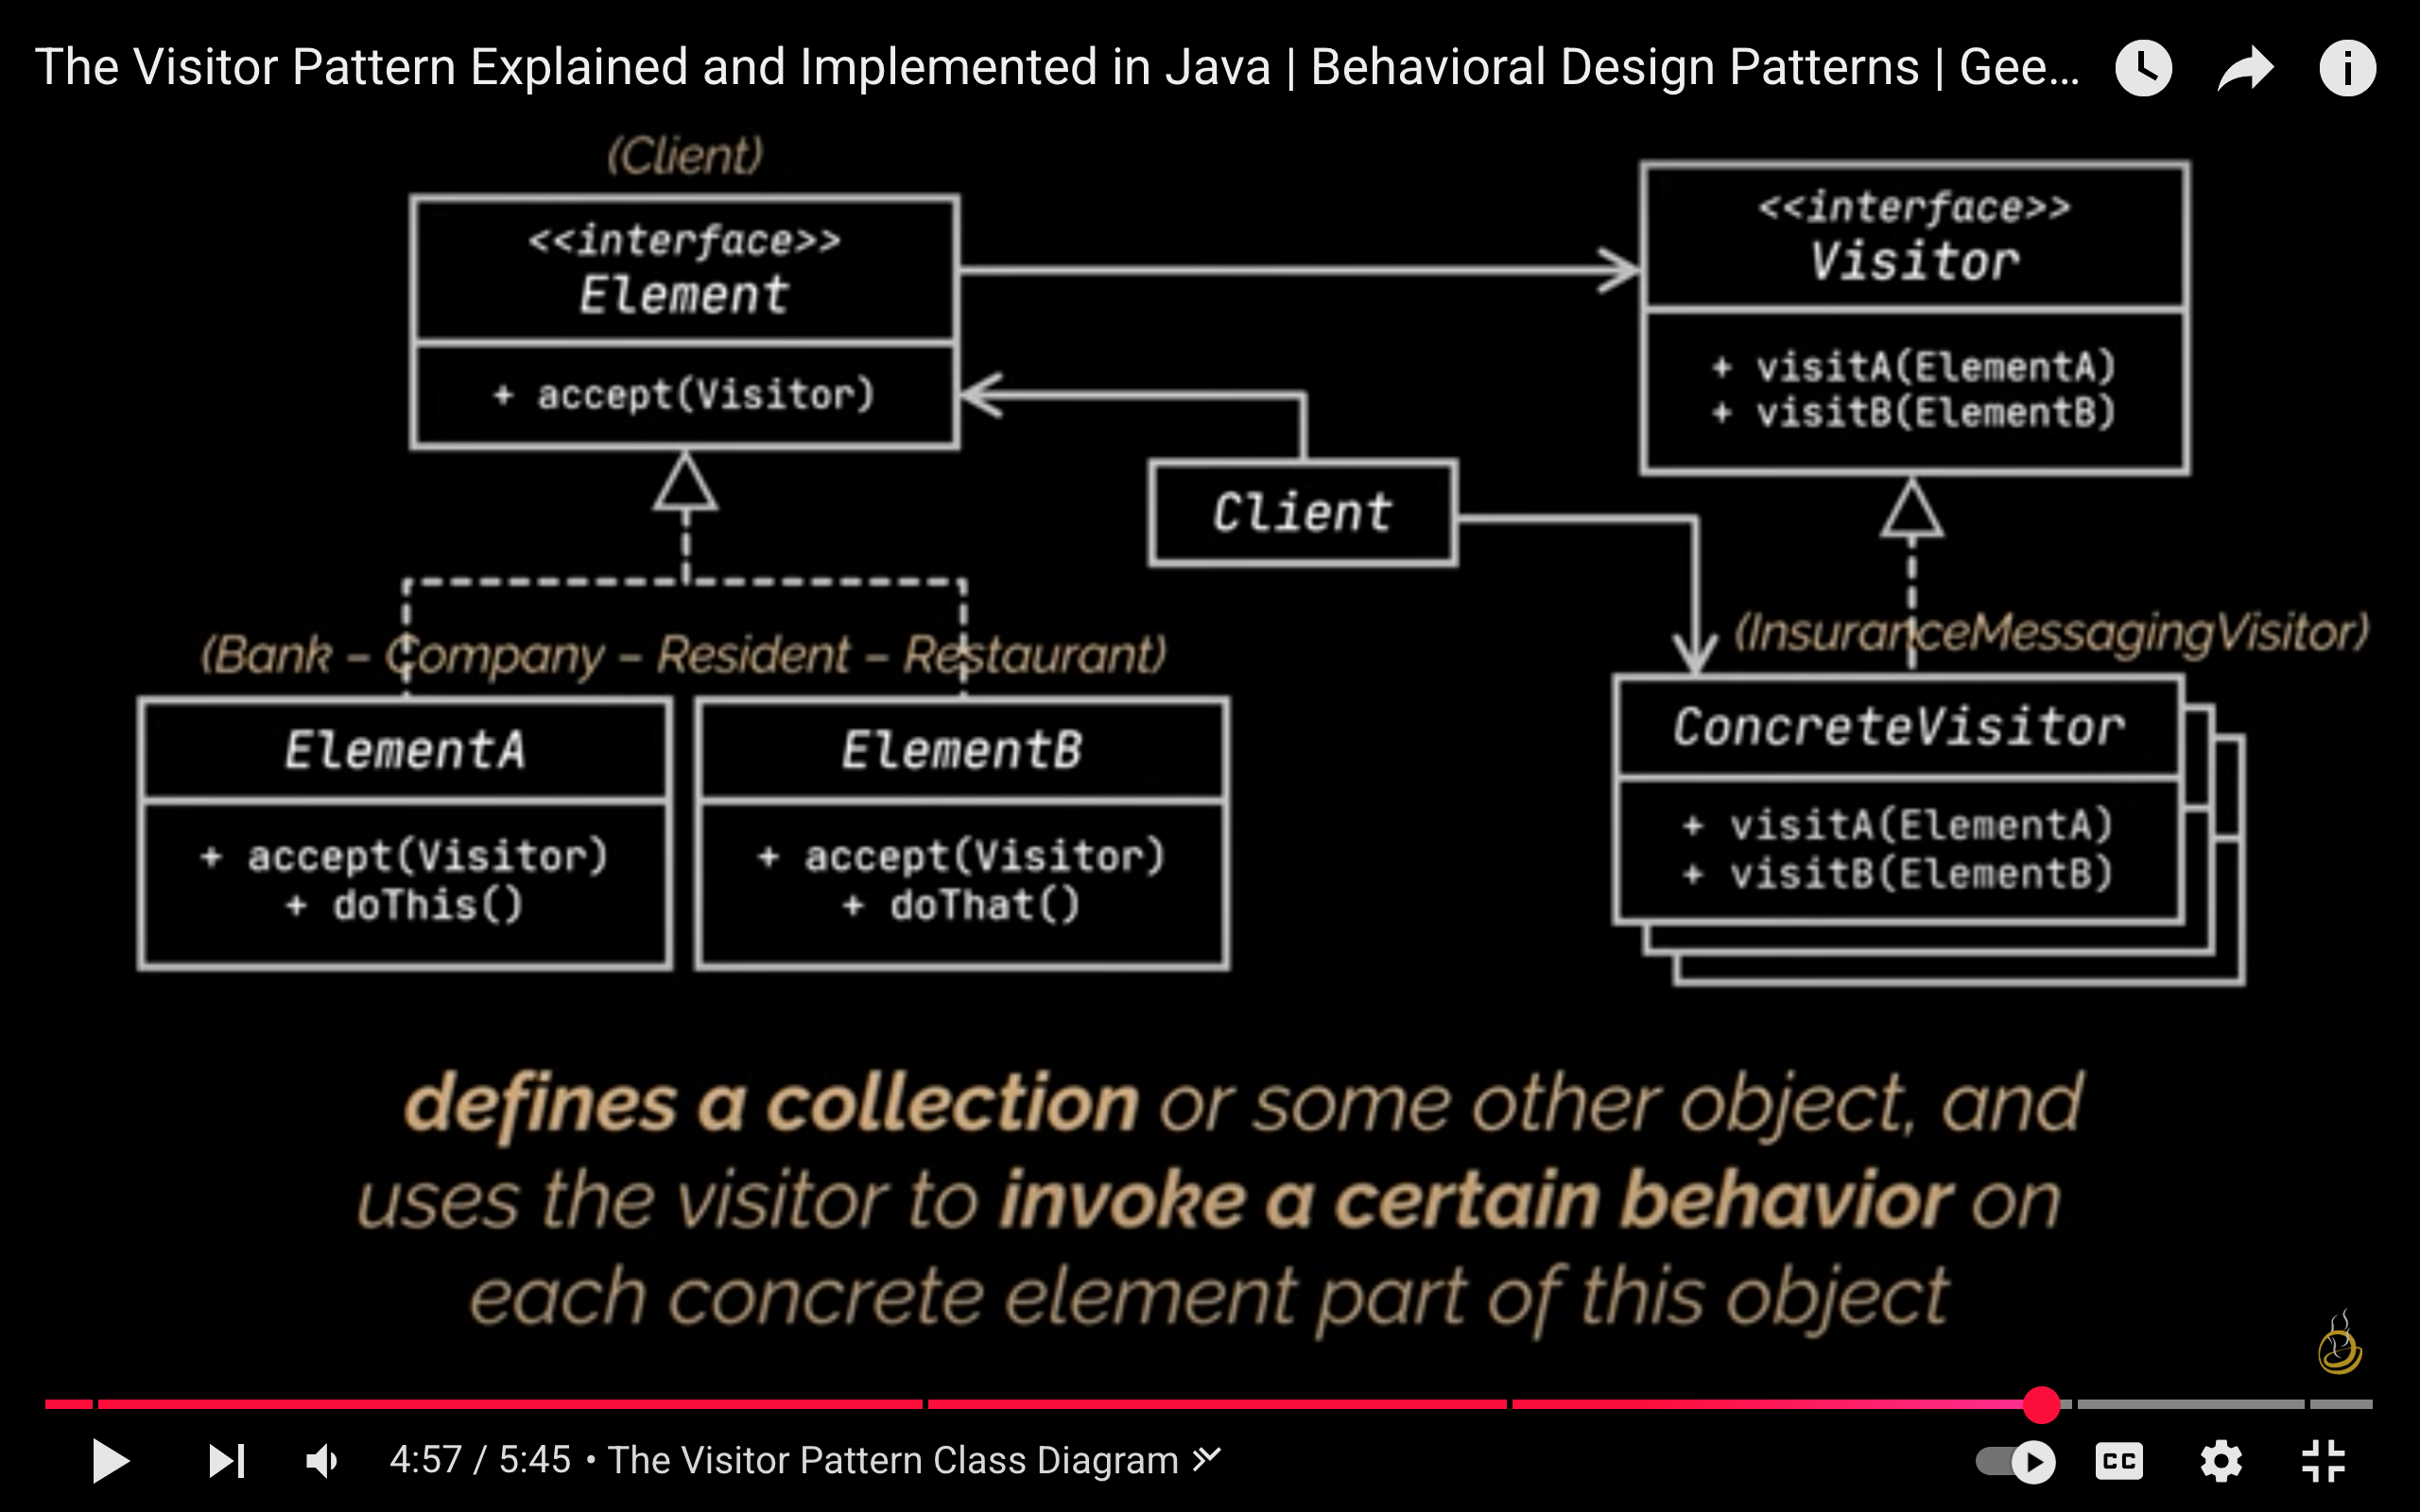 The Visitor Pattern Explained and Implemented in Java | Behavioral Design Patterns | Gee...
(Client)
<<interface>>
Element
+ accept(Visitor)
<<interface>>
Visitor
+ visitA(ElementA)
+ visitB(ElementB)
Client
(Bank – Company – Resident – Restaurant)
(InsuranceMessagingVisitor)
ElementA
+ accept(Visitor)
+ doThis()
ElementB
+ accept(Visitor)
+ doThat()
ConcreteVisitor
+ visitA(ElementA)
+ visitB(ElementB)
defines a collection or some other object, and
uses the visitor to invoke a certain behavior on
each concrete element part of this object
4:57 / 5:45 • The Visitor Pattern Class Diagram
CC